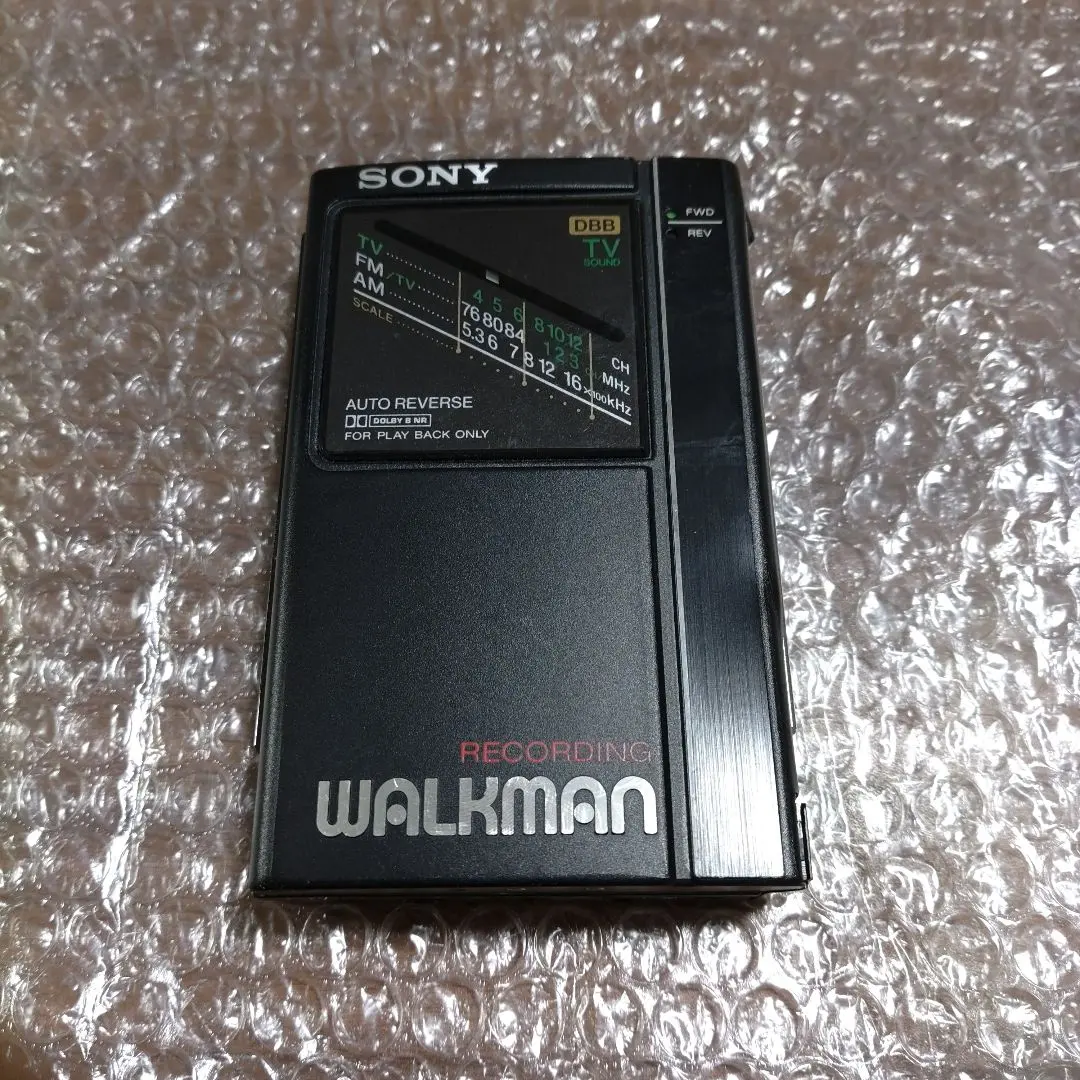 SONY
FWD
REV
DBB
TV
SOUND
TV
FM/TV
AM
SCALE
4 5 6 8 10 12
CH
76 80 84 1 2 3
MHz
5.3 6 7 8 12 16 ×100kHz
AUTO REVERSE
DOLBY B NR
FOR PLAY BACK ONLY
RECORDING
WALKMAN